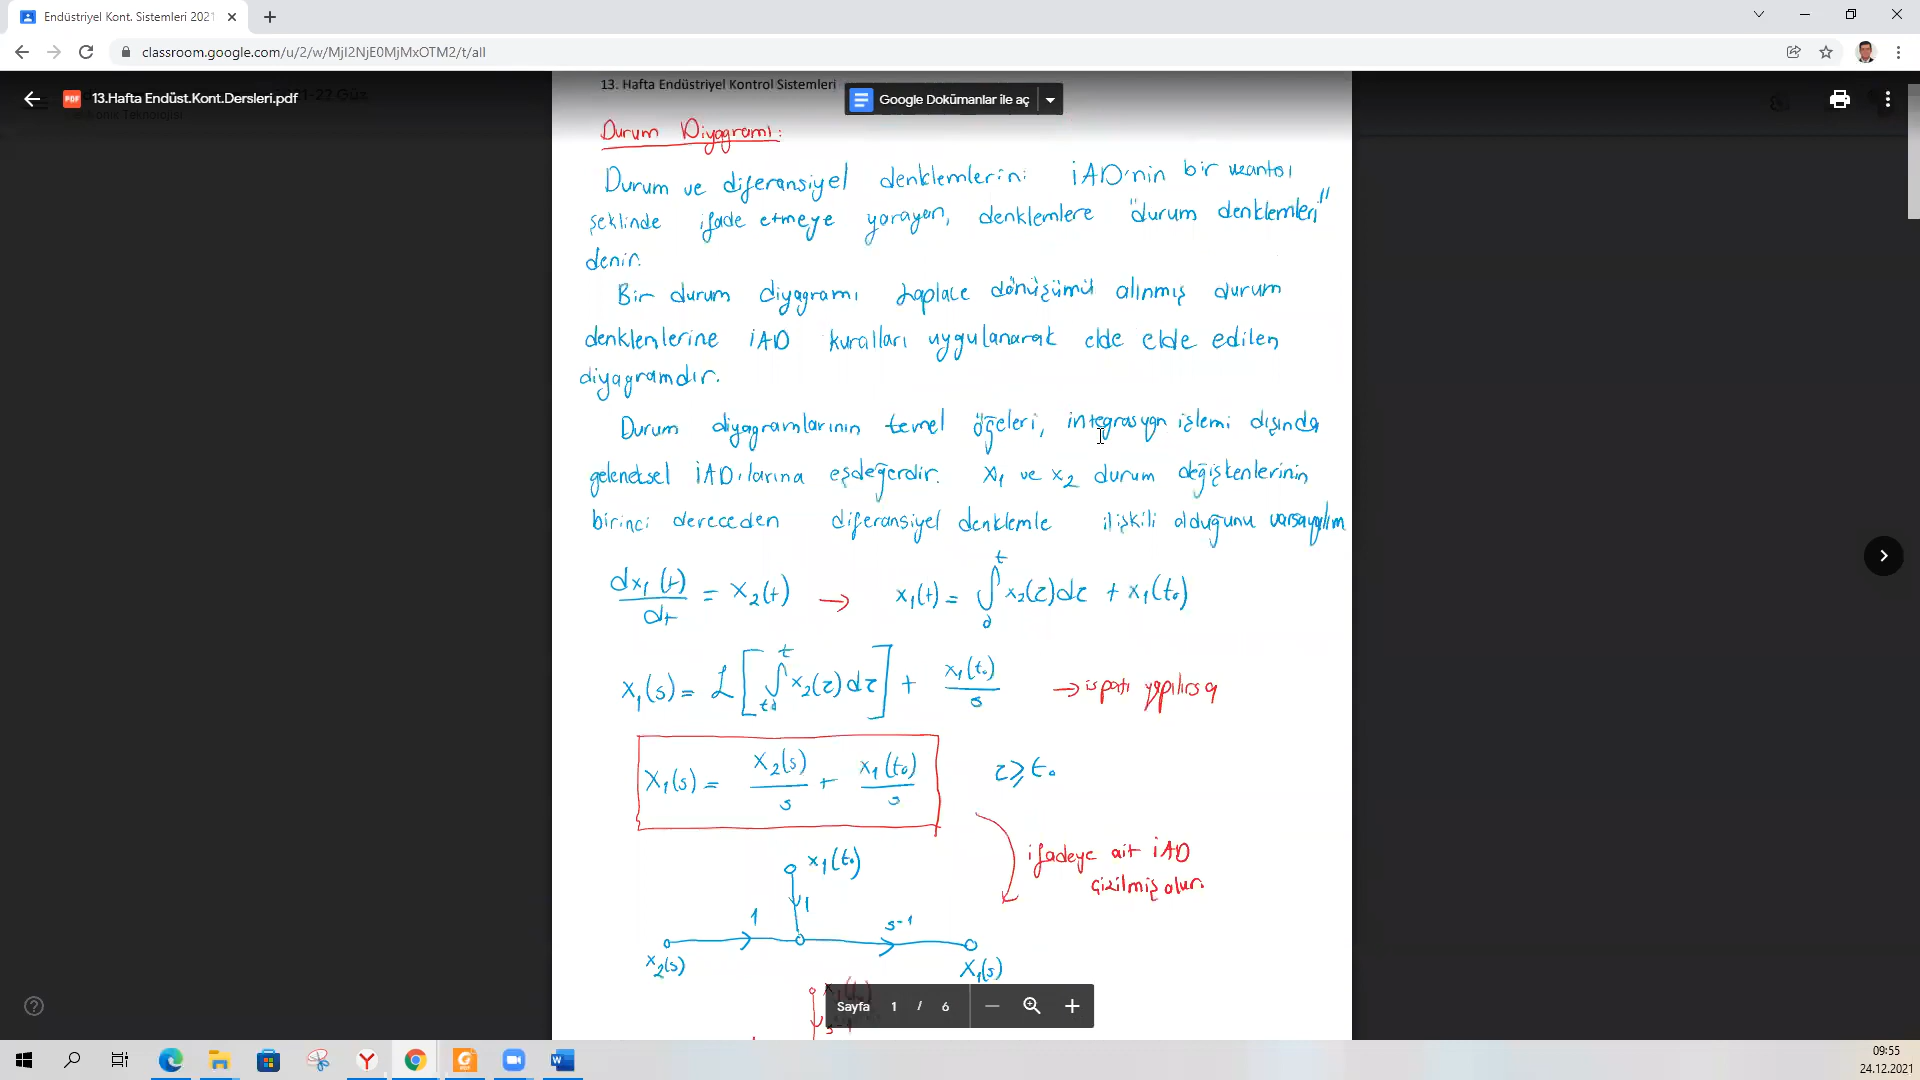 Endüstriyel Kont. Sistemleri 2021
classroom.google.com/u/2/w/MjI2NjE0MjMxOTM2/t/all
13. Hafta Endüstriyel Kontrol Sistemleri
13.Hafta Endüst.Kont.Dersleri.pdf
Google Dokümanlar ile aç
Durum Diyagramı:
Durum ve diferansiyel denklemlerini İAD'nin bir uzantısı
şeklinde ifade etmeye yarayan, denklemlere "durum denklemleri"
denir.
Bir durum diyagramı Laplace dönüşümü alınmış durum
denklemlerine İAD kuralları uygulanarak elde elde edilen
diyagramdır.
Durum diyagramlarının temel öğeleri, integrasyon işlemi dışında
geleneksel İAD'larına eşdeğerdir. x₁ ve x₂ durum değişkenlerinin
birinci dereceden diferansiyel denklemle ilişkili olduğunu varsayalım
dx₁(t)/dt = x₂(t) → x₁(t) = ∫₀ᵗ x₂(τ)dτ + x₁(t₀)
x₁(s) = ℒ[∫ₜ₀ᵗ x₂(τ)dτ] + x₁(t₀)/s → ispatı yapılırsa
X₁(s) = X₂(s)/s + x₁(t₀)/s τ ≥ t₀
x₁(t₀)
ifadeye ait İAD
çizilmiş olur.
1 1 s⁻¹
x₂(s) X₁(s)
s⁻¹
Sayfa 1 / 6
09:55
24.12.2021